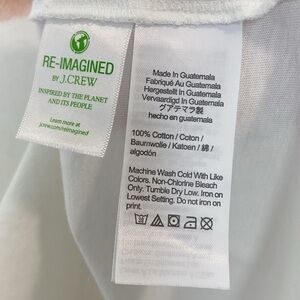 RE-IMAGINED
BY J.CREW
INSPIRED BY THE PLANET
AND ITS PEOPLE
Learn more at
jcrew.com/reimagined
Made In Guatemala
Fabriqué Au Guatemala
Hergestellt In Guatemala
Vervaardigd In Guatemala
グアテマラ製
hecho en guatemala
100% Cotton / Coton /
Baumwolle / Katoen / 綿 /
algodón
Machine Wash Cold With Like
Colors. Non-Chlorine Bleach
Only. Tumble Dry Low. Iron on
Lowest Setting. Do not iron on
print.